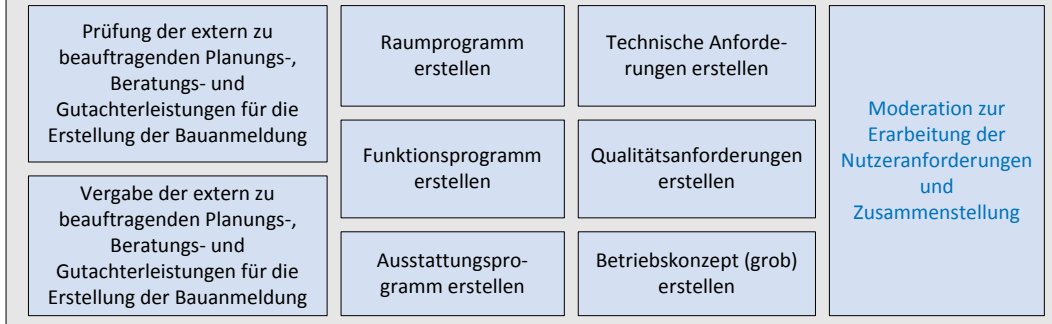 Prüfung der extern zu
beauftragenden Planungs-,
Beratungs- und
Gutachterleistungen für die
Erstellung der Bauanmeldung
Vergabe der extern zu
beauftragenden Planungs-,
Beratungs- und
Gutachterleistungen für die
Erstellung der Bauanmeldung
Raumprogramm
erstellen
Funktionsprogramm
erstellen
Ausstattungspro-
gramm erstellen
Technische Anforde-
rungen erstellen
Qualitätsanforderungen
erstellen
Betriebskonzept (grob)
erstellen
Moderation zur
Erarbeitung der
Nutzeranforderungen
und
Zusammenstellung